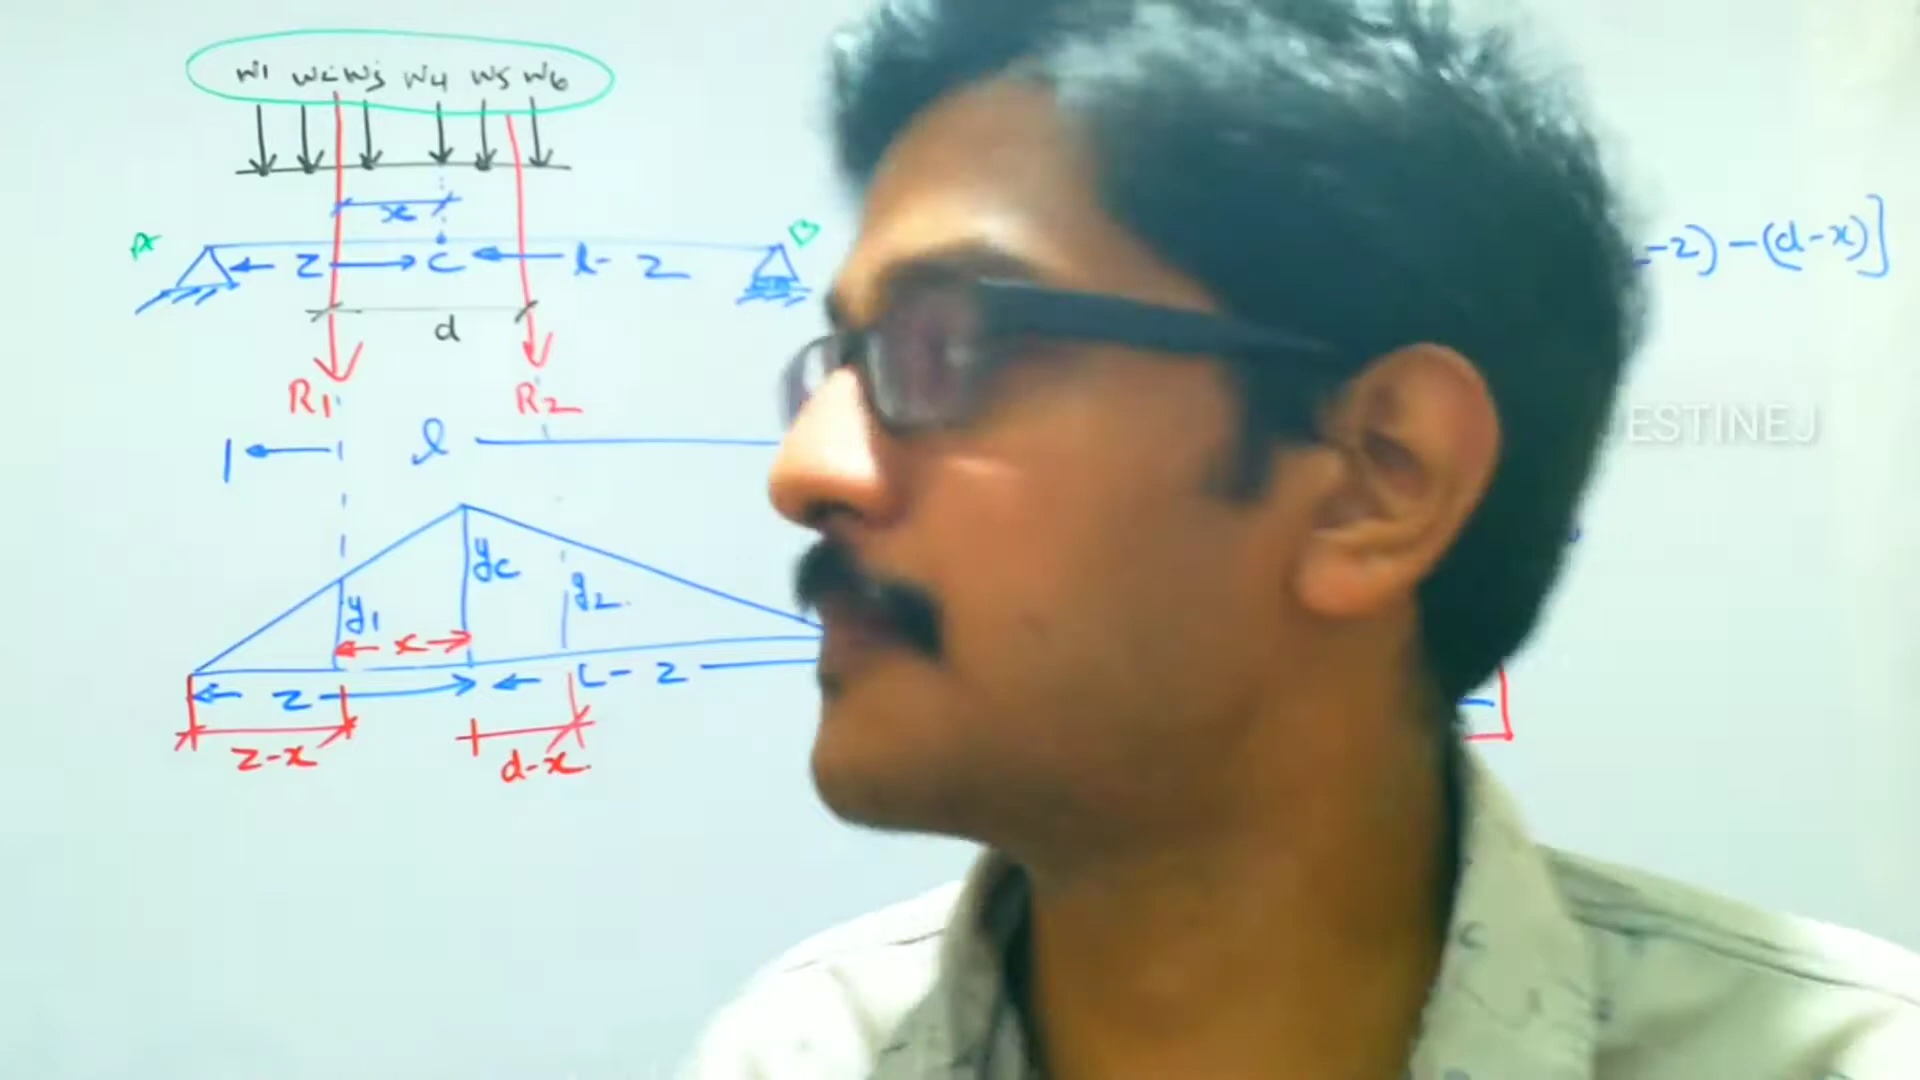 W1 W2 W3 W4 W5 W6
x
A B
z C l - z
d
R1 R2
l
yc
y1 y2
x
z l - z
z-x d-x
-z) - (d-x)]
ESTINEJ